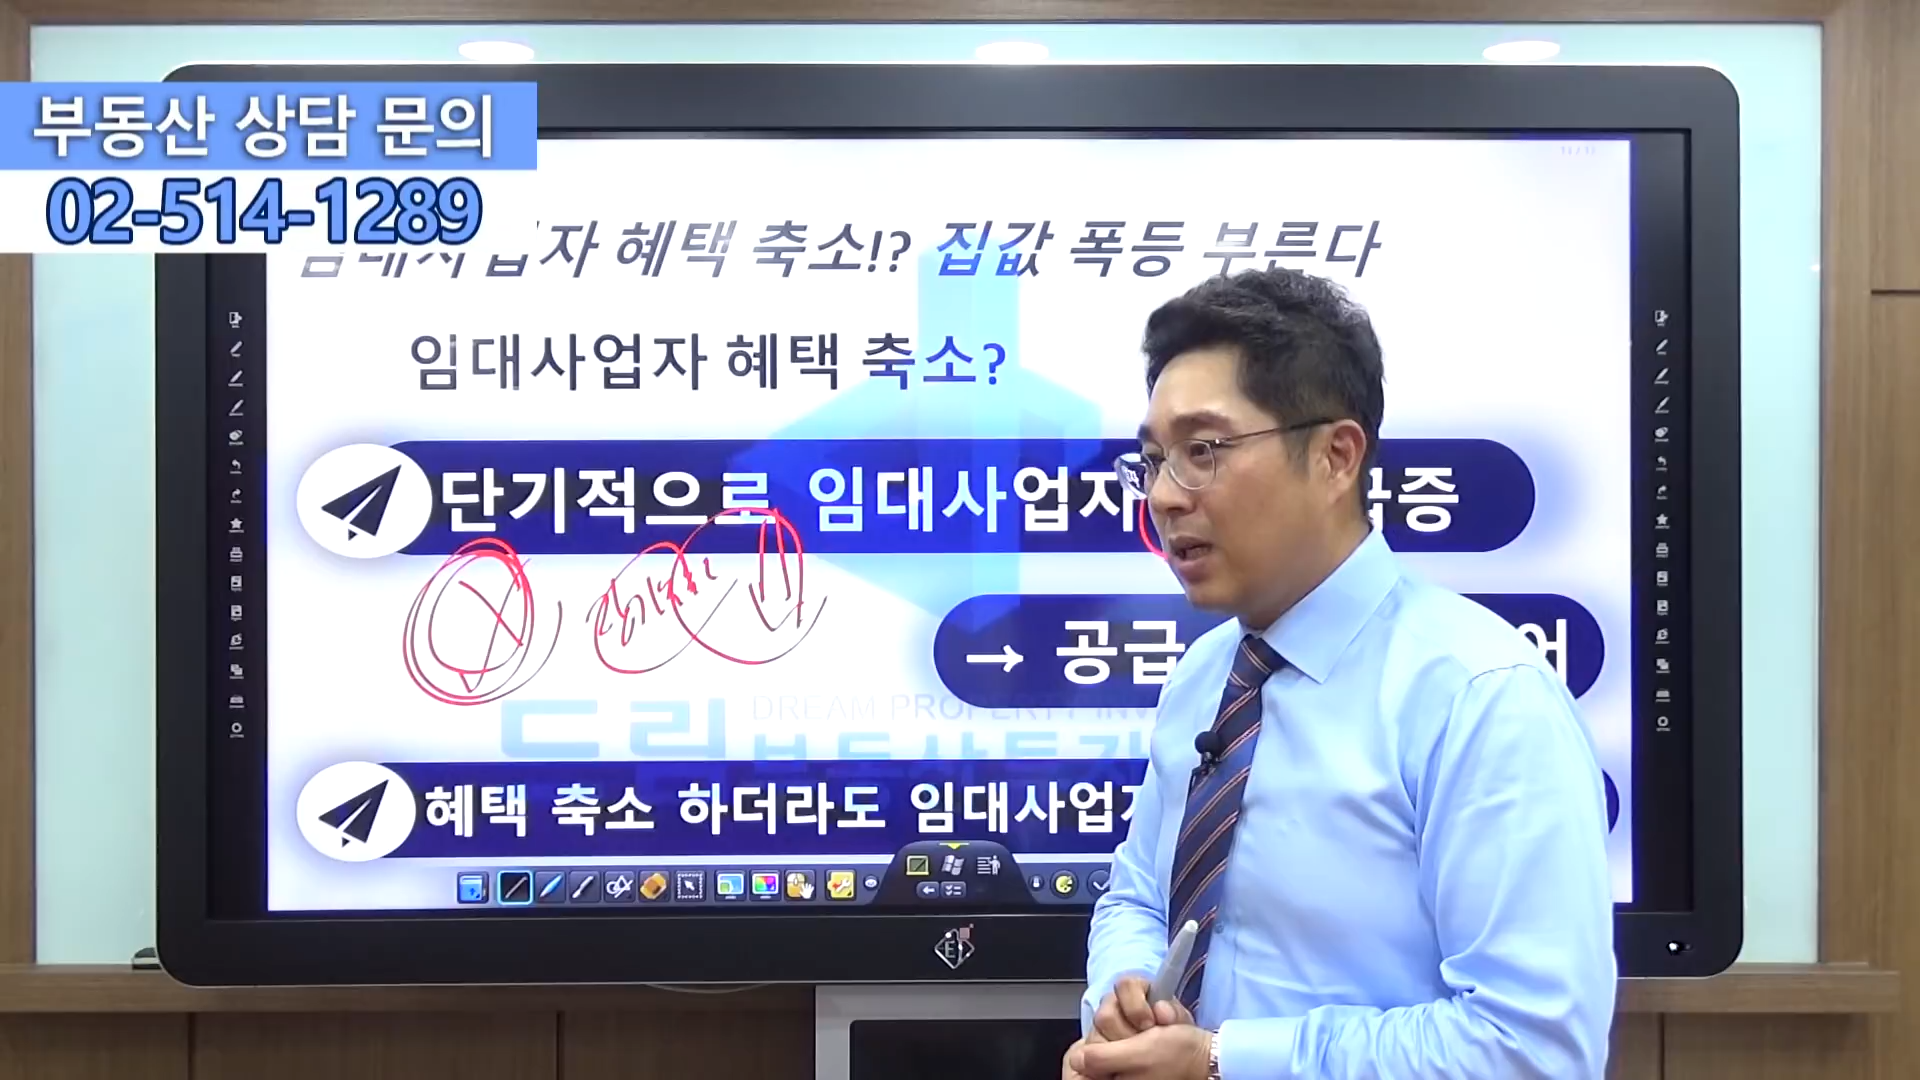 부동산 상담 문의
02-514-1289
혜택 축소!? 집값 폭등 부른다
임대사업자 혜택 축소?
단기적으로 임대사업자 급증
→ 공급
드림
DREAM PROPERTY INV
혜택 축소 하더라도 임대사업자